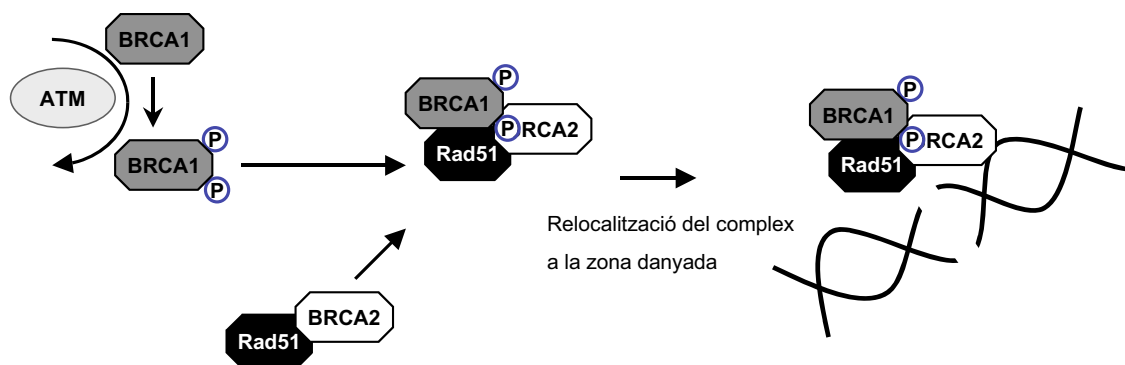 BRCA1
ATM
BRCA1
P
P
BRCA1
P
P
RCA2
Rad51
Rad51
BRCA2
Relocalització del complex
a la zona danyada
BRCA1
P
P
RCA2
Rad51